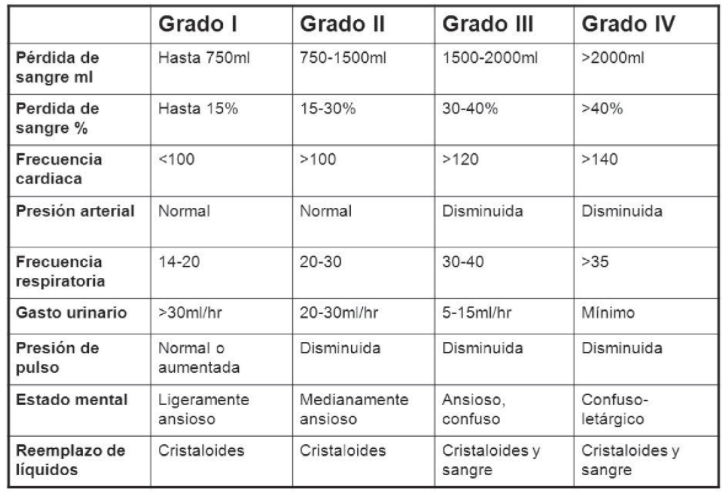 Grado I Grado II Grado III Grado IV
Pérdida de sangre ml Hasta 750ml 750-1500ml 1500-2000ml >2000ml
Perdida de sangre % Hasta 15% 15-30% 30-40% >40%
Frecuencia cardiaca <100 >100 >120 >140
Presión arterial Normal Normal Disminuida Disminuida
Frecuencia respiratoria 14-20 20-30 30-40 >35
Gasto urinario >30ml/hr 20-30ml/hr 5-15ml/hr Mínimo
Presión de pulso Normal o aumentada Disminuida Disminuida Disminuida
Estado mental Ligeramente ansioso Medianamente ansioso Ansioso, confuso Confuso-letárgico
Reemplazo de líquidos Cristaloides Cristaloides Cristaloides y sangre Cristaloides y sangre